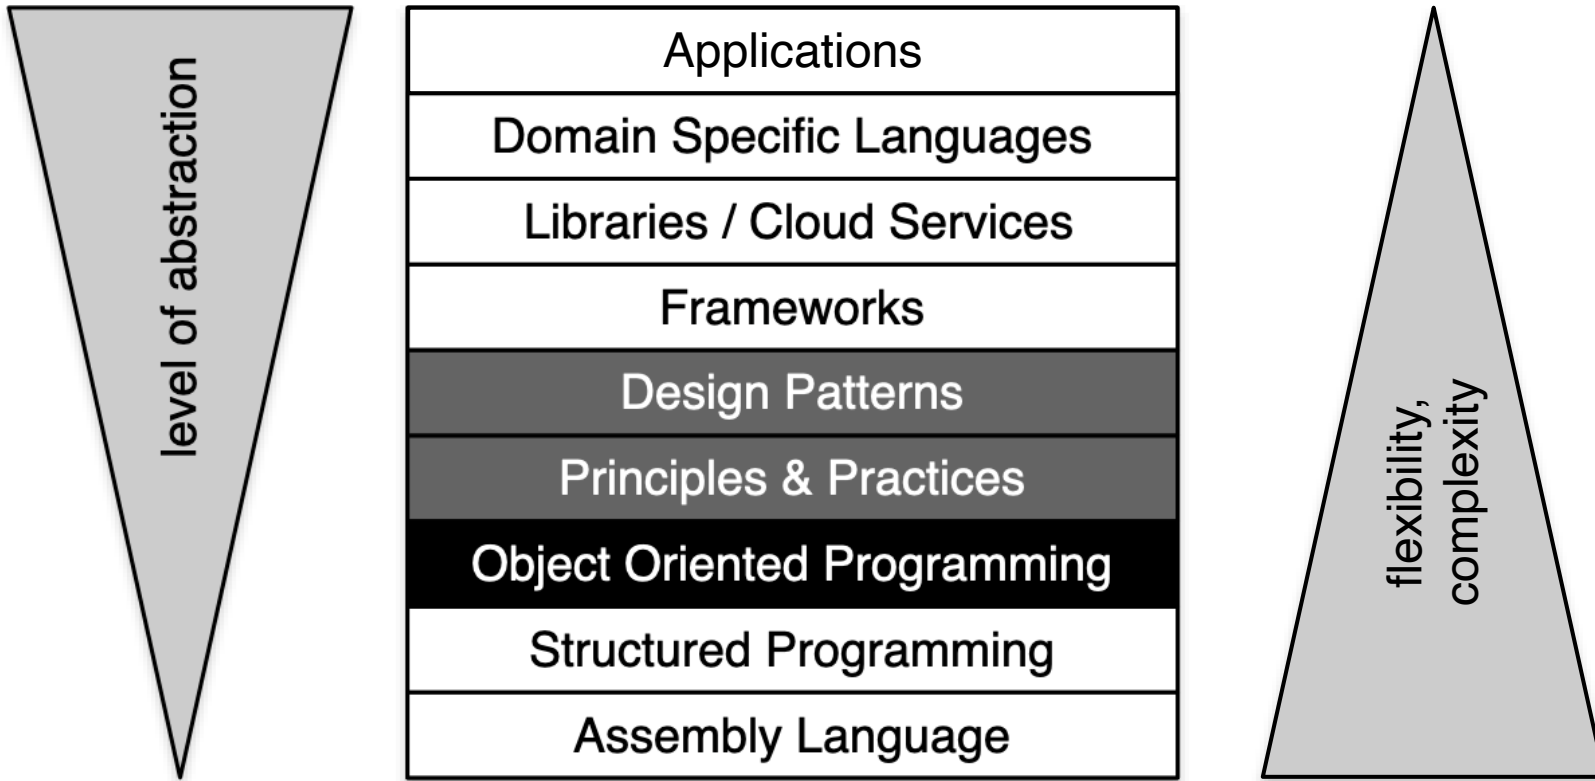 level of abstraction
Applications
Domain Specific Languages
Libraries / Cloud Services
Frameworks
Design Patterns
Principles & Practices
Object Oriented Programming
Structured Programming
Assembly Language
flexibility,
complexity